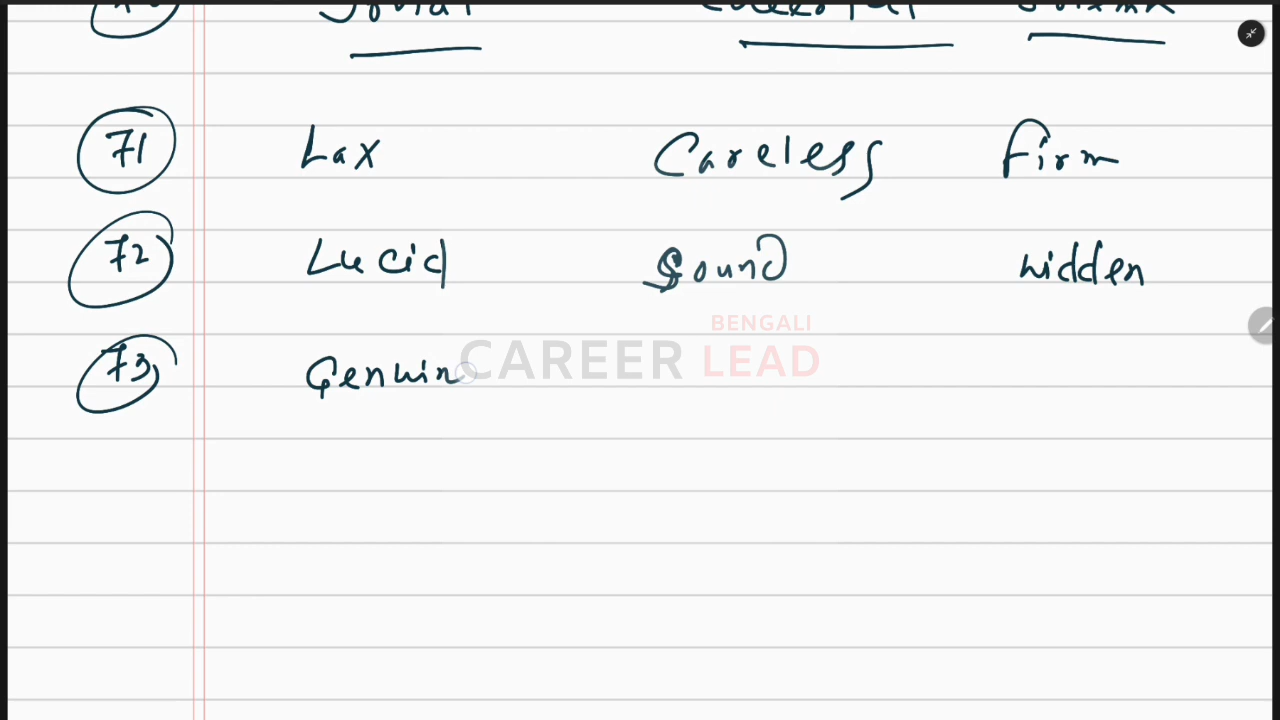 71 Lax Careless firm
72 Lucid Sound hidden
BENGALI
CAREER LEAD
73 Genuin